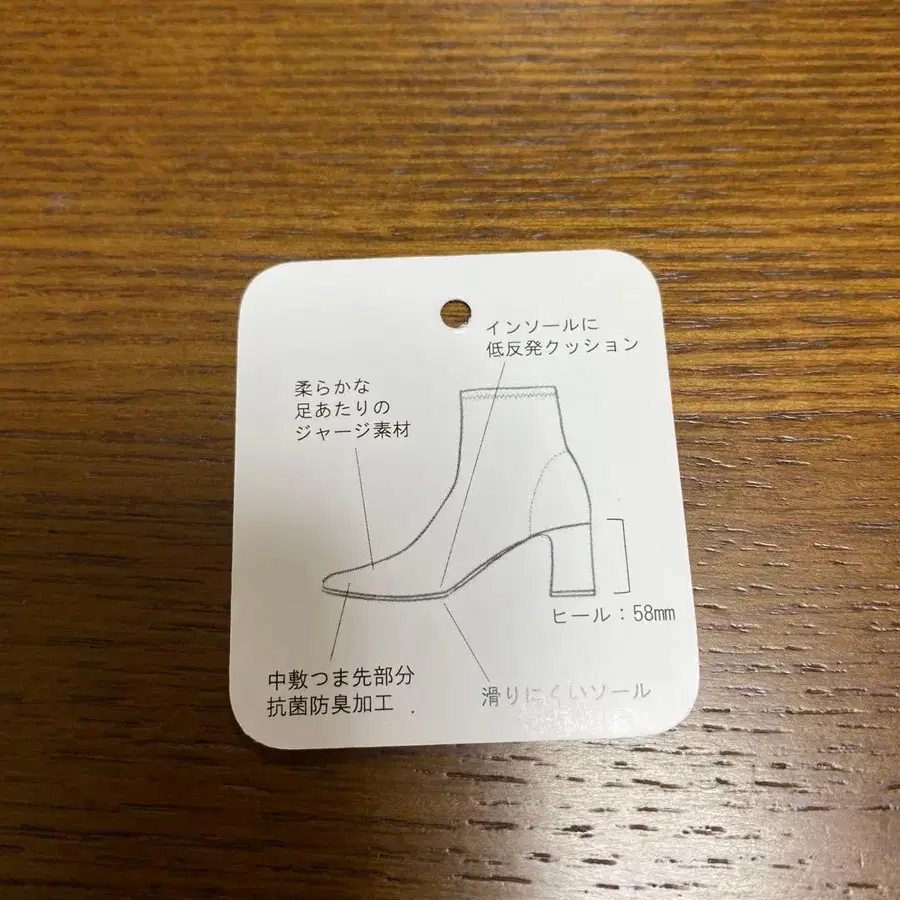 インソールに
低反発クッション
柔らかな
足あたりの
ジャージ素材
ヒール：58mm
中敷つま先部分
抗菌防臭加工
滑りにくいソール